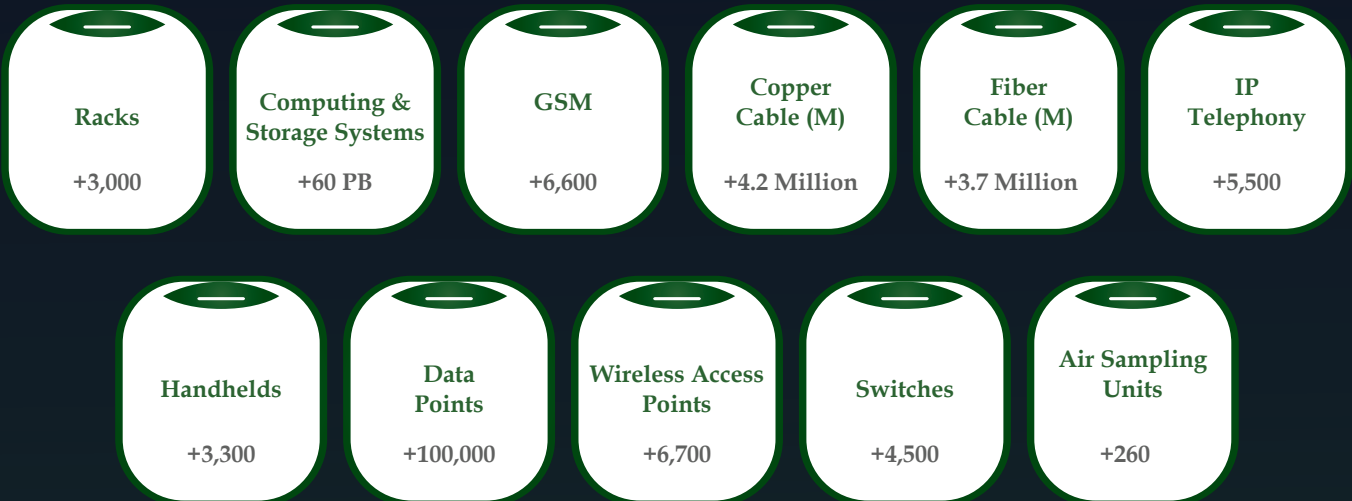 Racks
+3,000
Computing &
Storage Systems
+60 PB
GSM
+6,600
Copper
Cable (M)
+4.2 Million
Fiber
Cable (M)
+3.7 Million
IP
Telephony
+5,500
Handhelds
+3,300
Data
Points
+100,000
Wireless Access
Points
+6,700
Switches
+4,500
Air Sampling
Units
+260